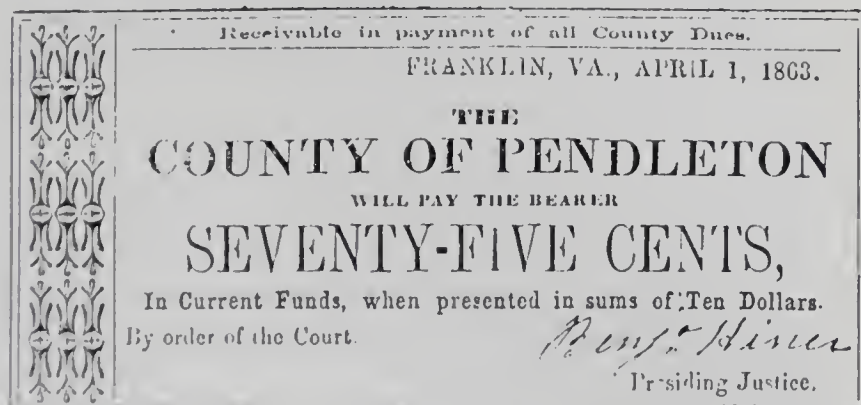 Receivable in payment of all County Dues.
FRANKLIN, VA., APRIL 1, 1863.
THE
COUNTY OF PENDLETON
WILL PAY THE BEARER
SEVENTY-FIVE CENTS,
In Current Funds, when presented in sums of Ten Dollars.
By order of the Court.
Benjn Hiner
Presiding Justice.